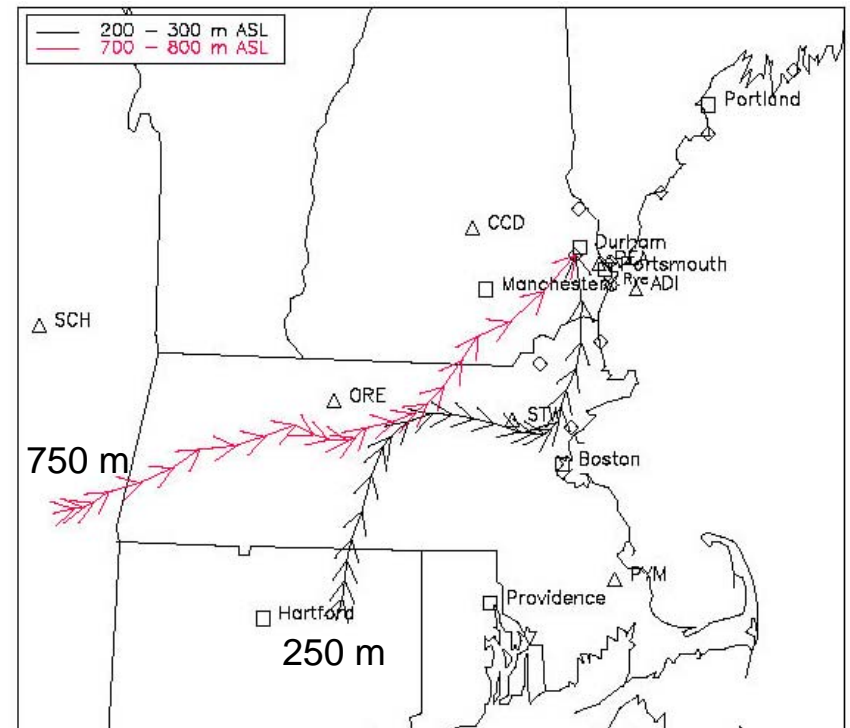 200 - 300 m ASL
700 - 800 m ASL
Portland
CCD
Durham
Portsmouth
Manchester
Rye
ADI
SCH
ORE
STW
750 m
Boston
PYM
Providence
Hartford
250 m